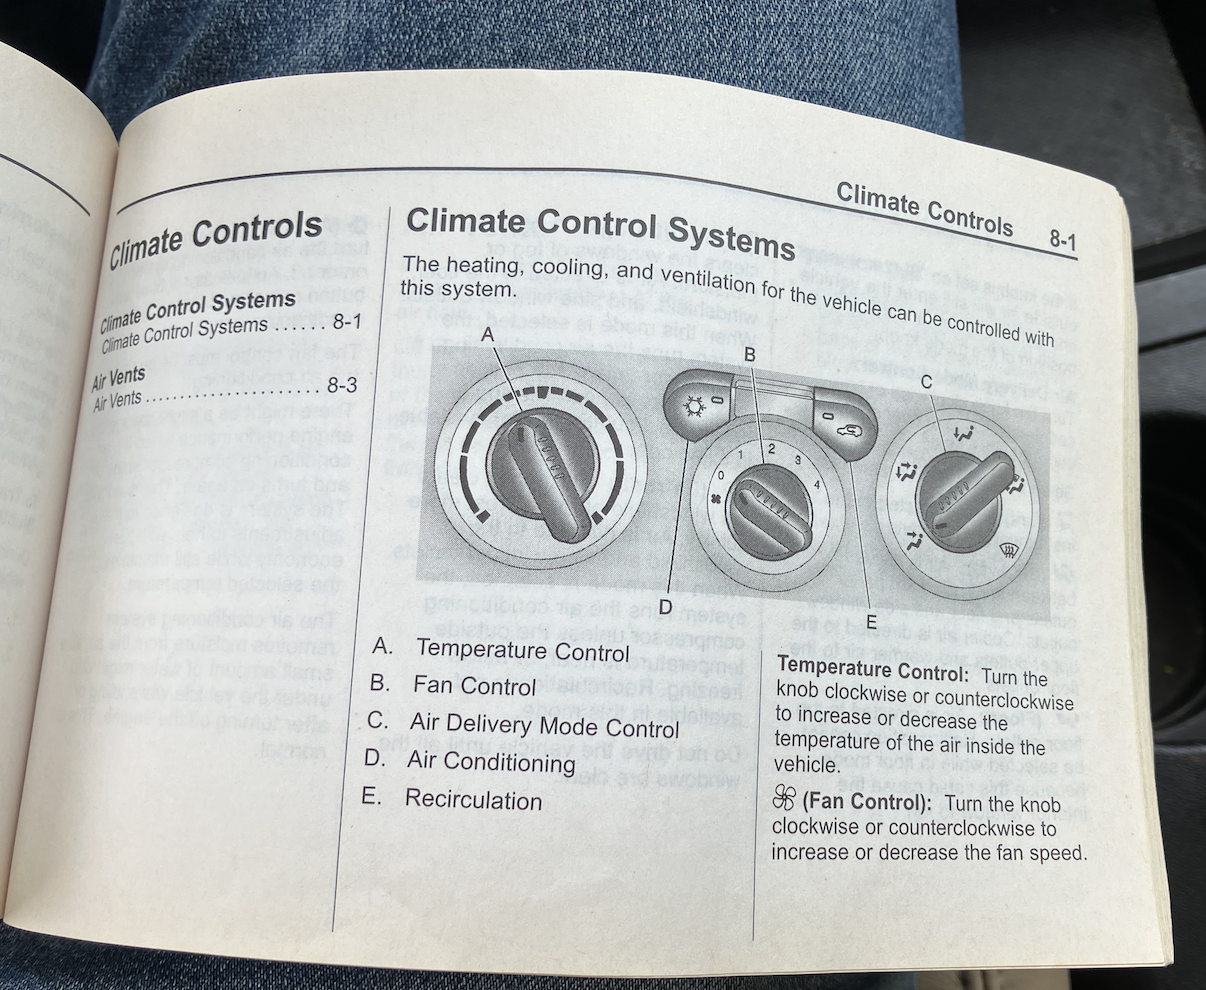 Climate Controls 8-1
Climate Controls
Climate Control Systems
Climate Control Systems ...... 8-1
Air Vents
Air Vents .................... 8-3
Climate Control Systems
The heating, cooling, and ventilation for the vehicle can be controlled with
this system.
A
B
C
0 1 2 3 4
D
E
A. Temperature Control
B. Fan Control
C. Air Delivery Mode Control
D. Air Conditioning
E. Recirculation
Temperature Control: Turn the
knob clockwise or counterclockwise
to increase or decrease the
temperature of the air inside the
vehicle.
(Fan Control): Turn the knob
clockwise or counterclockwise to
increase or decrease the fan speed.